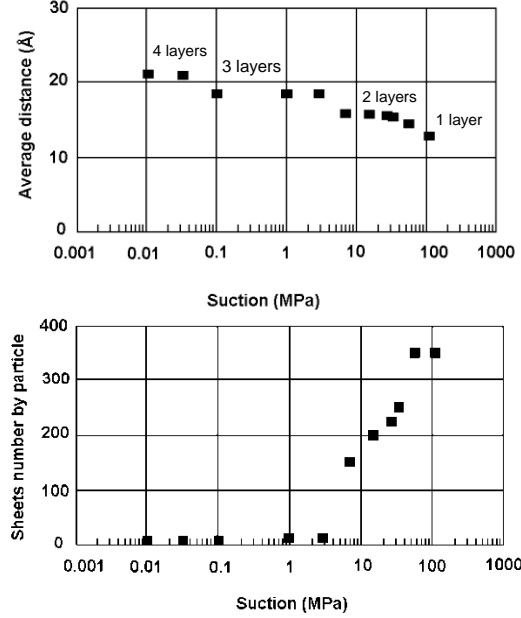 30
20
10
0
Average distance (Å)
4 layers
3 layers
2 layers
1 layer
0.001 0.01 0.1 1 10 100 1000
Suction (MPa)
400
300
200
100
0
Sheets number by particle
0.001 0.01 0.1 1 10 100 1000
Suction (MPa)